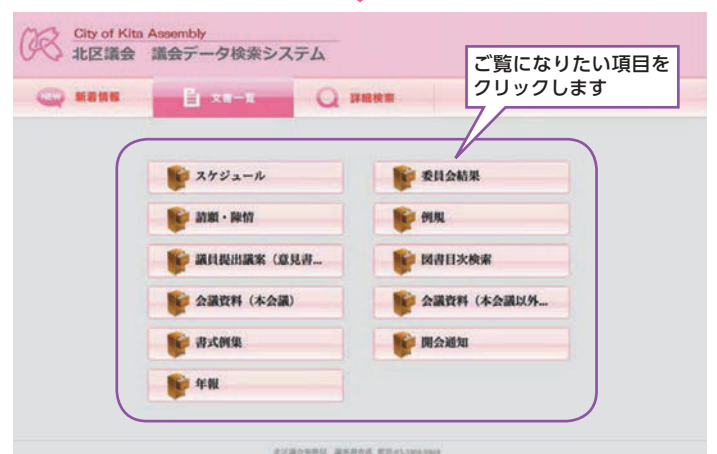 City of Kita Assembly
北区議会 議会データ検索システム
ご覧になりたい項目を
クリックします
NEW 新着情報
文書一覧
詳細検索
スケジュール
委員会結果
請願・陳情
例規
議員提出議案（意見書...
図書目次検索
会議資料（本会議）
会議資料（本会議以外...
書式例集
開会通知
年報